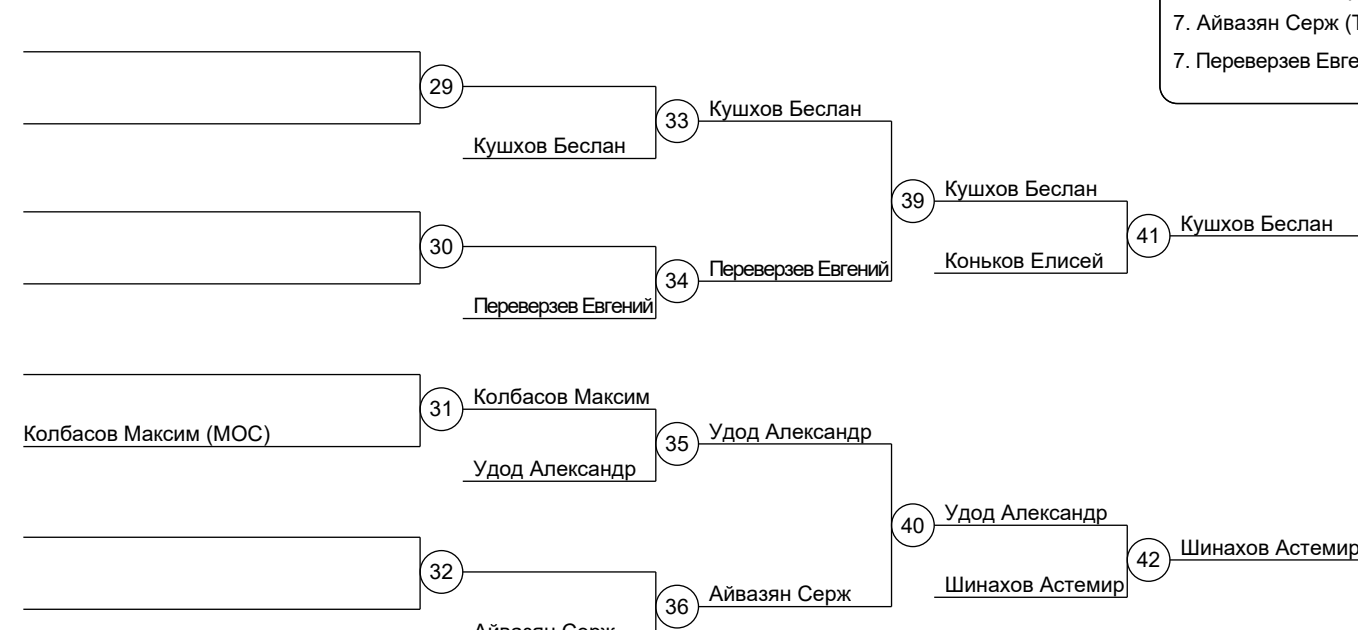 7. Айвазян Серж
7. Переверзев
29
Кушхов Беслан
33
Кушхов Беслан
39
Кушхов Беслан
30
41
Кушхов Беслан
34
Переверзев Евгений
Коньков Елисей
Переверзев Евгений
31
Колбасов Максим
Колбасов Максим (МОС)
35
Удод Александр
Удод Александр
40
Удод Александр
32
42
Шинахов Астемир
36
Айвазян Серж
Шинахов Астемир
Айвазян Серж